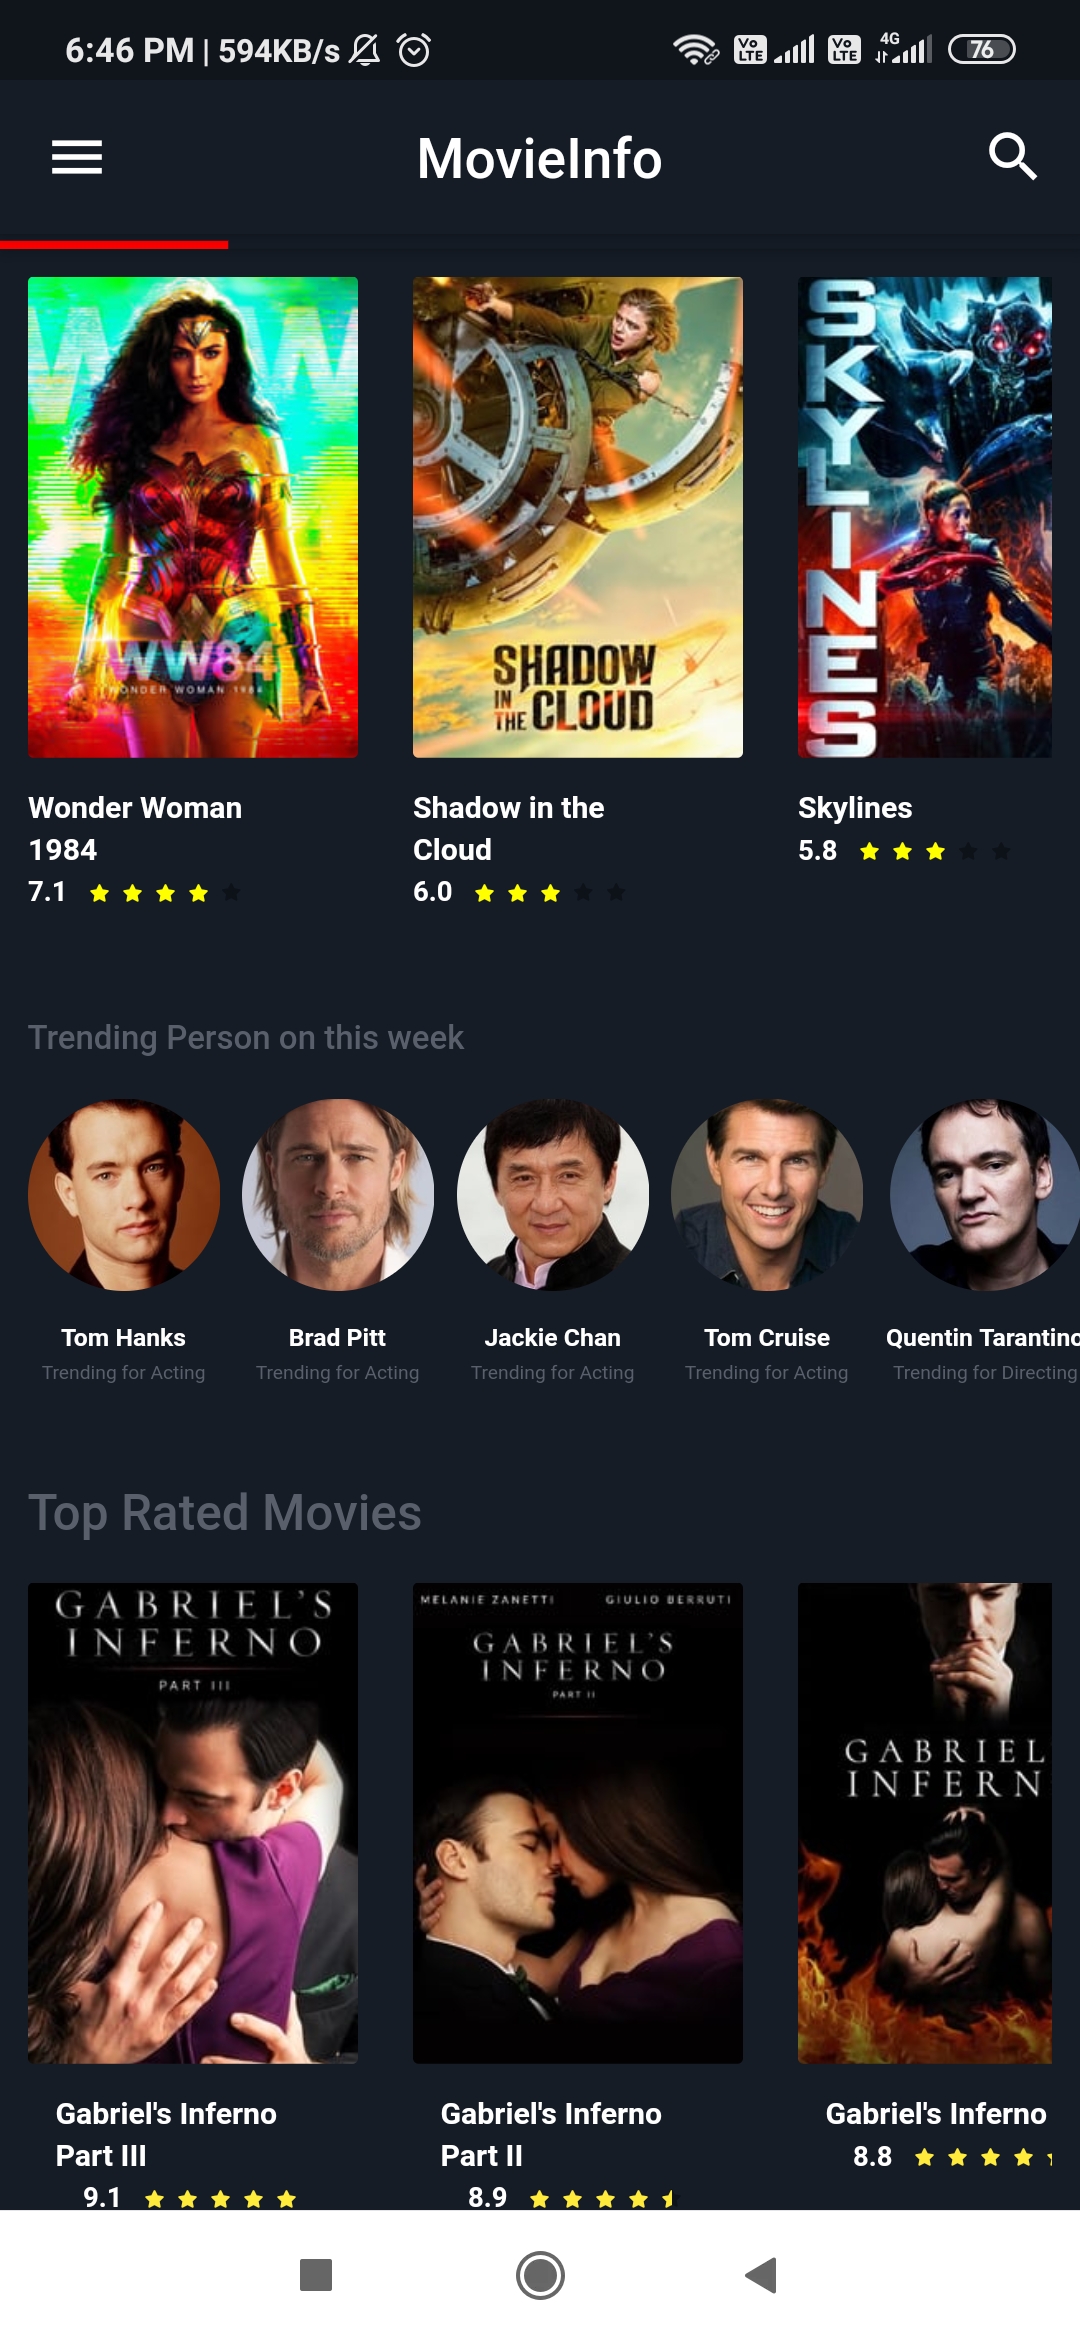 6:46 PM | 594KB/s
Vo LTE
Vo LTE
4G
76
MovieInfo
WW84
WONDER WOMAN 1984
SHADOW
IN THE CLOUD
SKYLINES
Wonder Woman
1984
7.1
Shadow in the
Cloud
6.0
Skylines
5.8
Trending Person on this week
Tom Hanks
Trending for Acting
Brad Pitt
Trending for Acting
Jackie Chan
Trending for Acting
Tom Cruise
Trending for Acting
Quentin Tarantino
Trending for Directing
Top Rated Movies
GABRIEL'S
INFERNO
PART III
MELANIE ZANETTI GIULIO BERRUTI
GABRIEL'S
INFERNO
PART II
GABRIEL
INFERN
Gabriel's Inferno
Part III
9.1
Gabriel's Inferno
Part II
8.9
Gabriel's Inferno
8.8